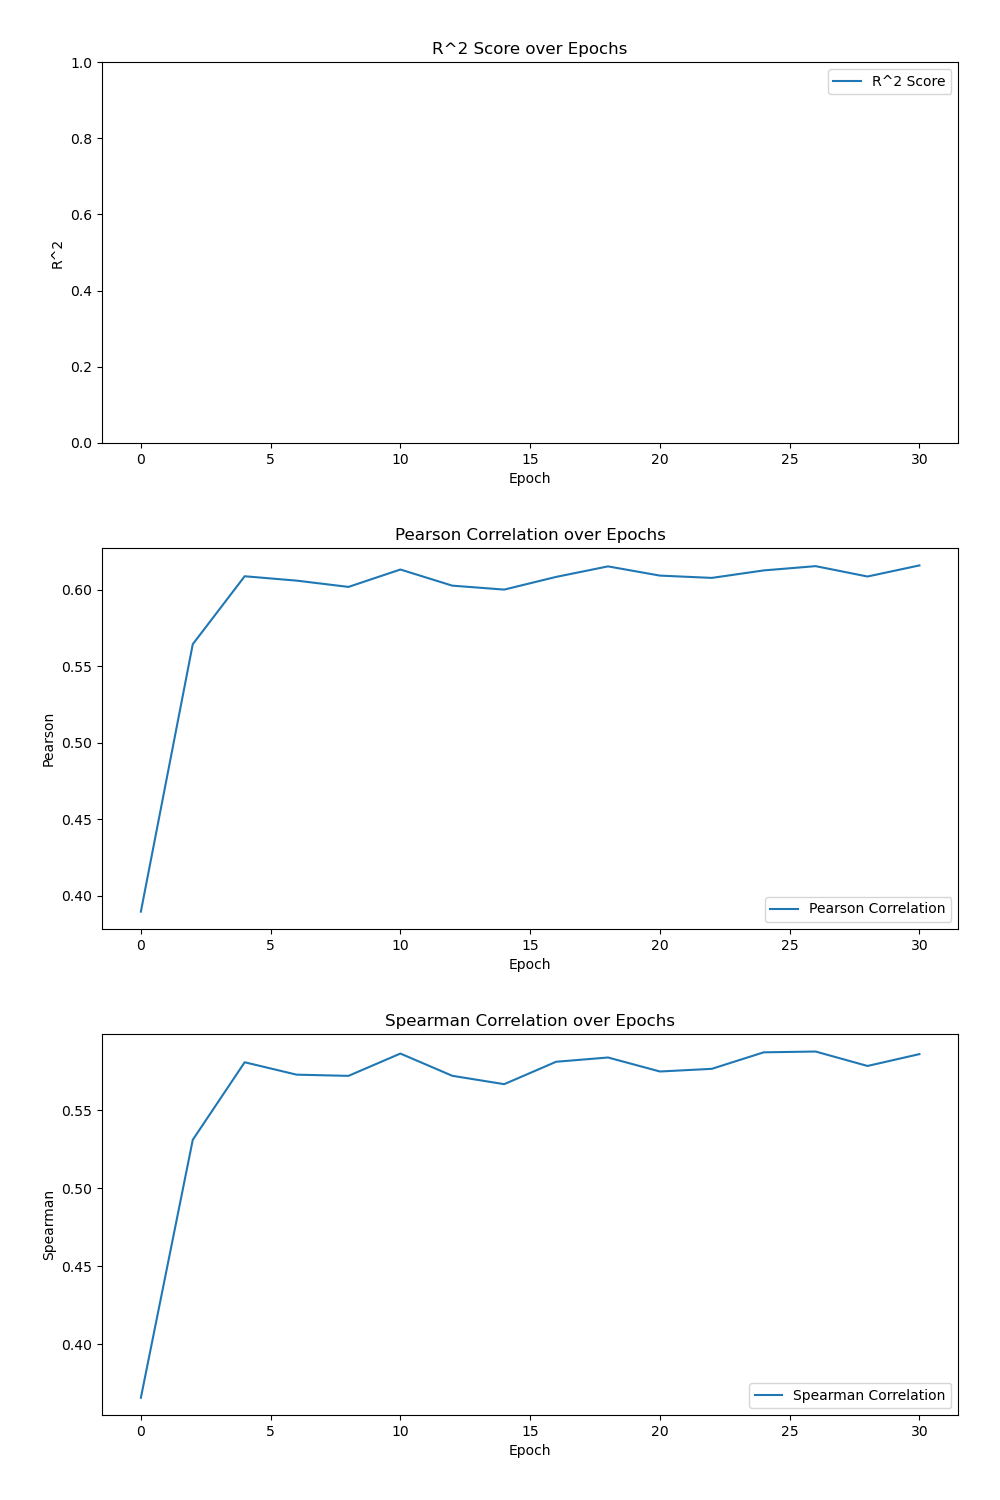 R^2 Score over Epochs
1.0
R^2 Score
0.8
0.6
R^2
0.4
0.2
0.0
0 5 10 15 20 25 30
Epoch
Pearson Correlation over Epochs
0.60
0.55
0.50
Pearson
0.45
0.40
Pearson Correlation
0 5 10 15 20 25 30
Epoch
Spearman Correlation over Epochs
0.55
0.50
Spearman
0.45
0.40
Spearman Correlation
0 5 10 15 20 25 30
Epoch